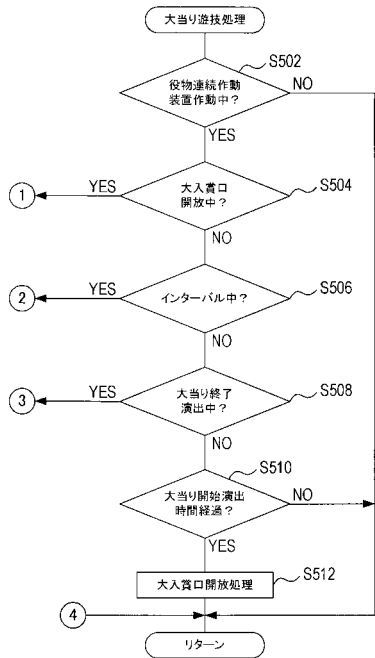 大当り遊技処理
S502
役物連続作動
装置作動中？
NO
YES
S504
大入賞口
開放中？
YES
①
NO
S506
インターバル中？
YES
②
NO
S508
大当り終了
演出中？
YES
③
NO
S510
大当り開始演出
時間経過？
NO
YES
S512
大入賞口開放処理
④
リターン